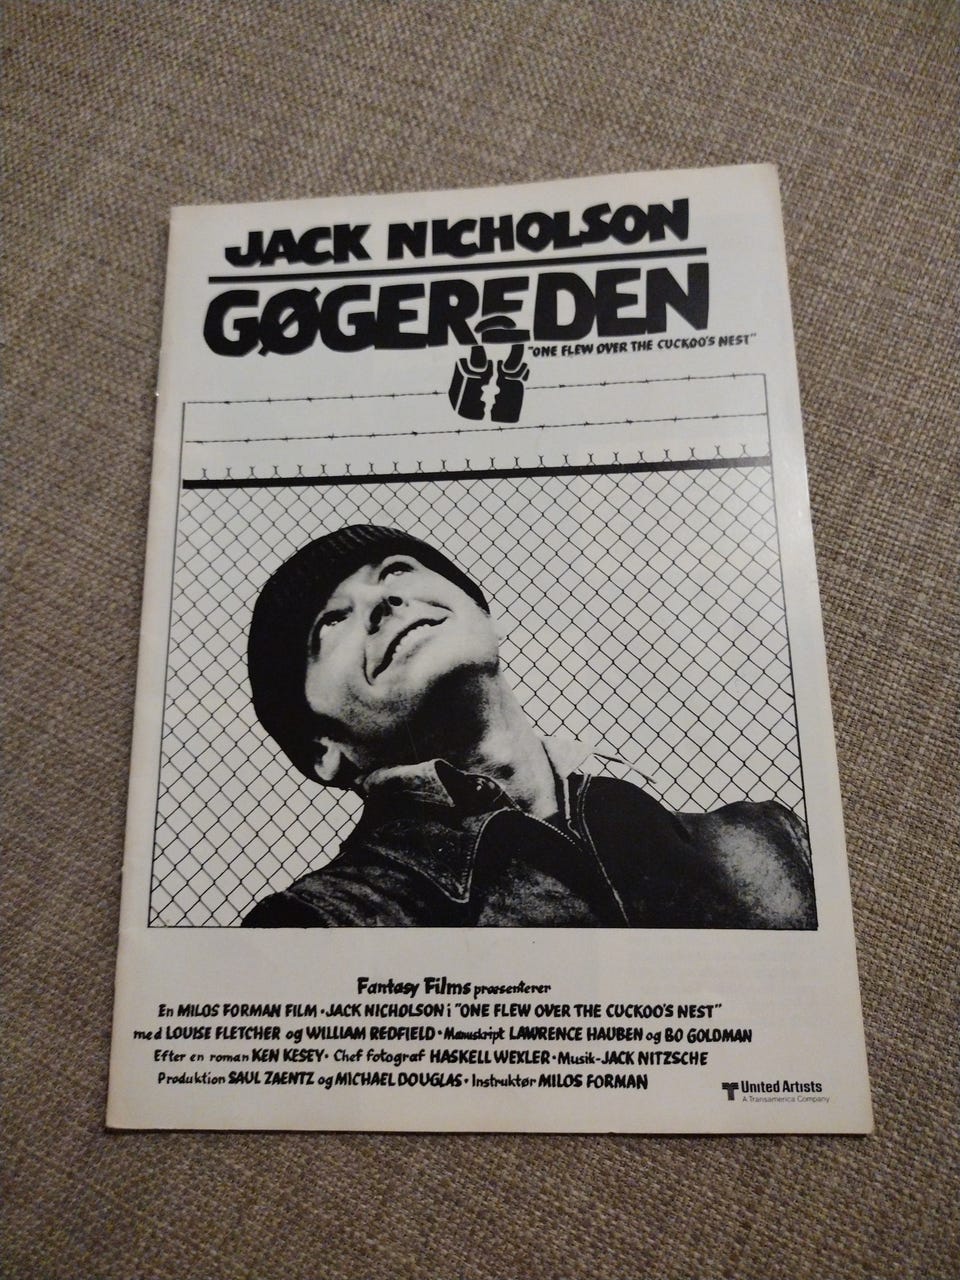 JACK NICHOLSON
GØGEREDEN
"ONE FLEW OVER THE CUCKOO'S NEST"
Fantasy Films præsenterer
En MILOS FORMAN FILM · JACK NICHOLSON i "ONE FLEW OVER THE CUCKOO'S NEST"
med LOUISE FLETCHER og WILLIAM REDFIELD · Manuskript LAWRENCE HAUBEN og BO GOLDMAN
Efter en roman KEN KESEY · Chef fotograf HASKELL WEXLER · Musik-JACK NITZSCHE
Produktion SAUL ZAENTZ og MICHAEL DOUGLAS · Instruktør MILOS FORMAN
United Artists
A Transamerica Company